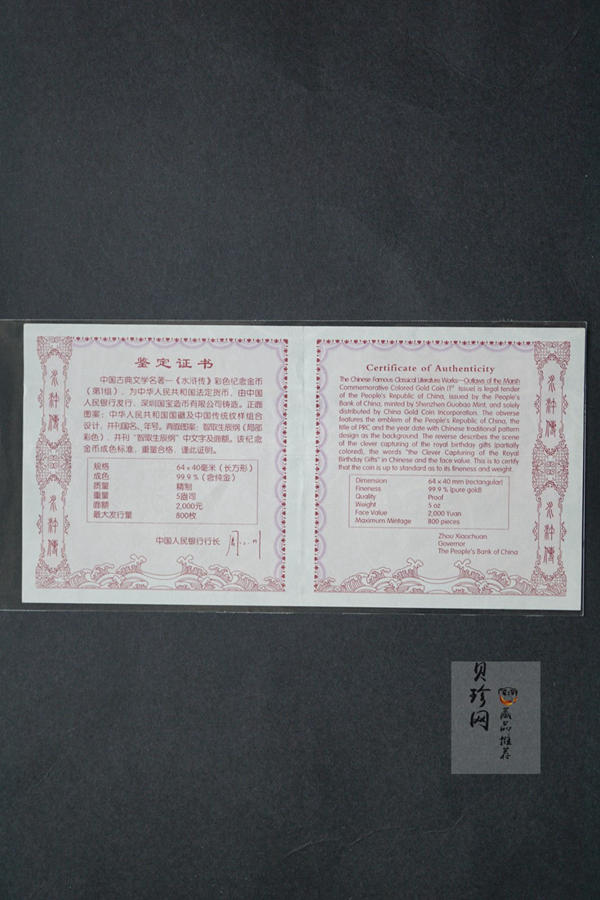 鉴定证书
中国古典文学名著—《水浒传》彩色纪念金币
（第1组），为中华人民共和国法定货币，由中国
人民银行发行，深圳国宝造币有限公司铸造。正面
图案：中华人民共和国国徽及中国传统纹样组合
设计，并刊国名、年号。背面图案：智取生辰纲（局部
彩色），并刊“智取生辰纲”中文字及面额。该纪念
金币成色标准，重量合格，谨此证明。
规格 64×40毫米（长方形）
成色 99.9%（含纯金）
质量 精制
重量 5盎司
面额 2,000元
最大发行量 800枚
中国人民银行行长
水浒传
水浒传
Certificate of Authenticity
The Chinese Famous Classical Literature Works—Outlaws of the Marsh
Commemorative Colored Gold Coin (1st Issue) is legal tender
of the People's Republic of China, issued by the People's
Bank of China, minted by Shenzhen Guobao Mint, and solely
distributed by China Gold Coin Incorporation. The obverse
features the emblem of the People's Republic of China, the
title of PRC and the year date with Chinese traditional pattern
design as the background. The reverse describes the scene
of the clever capturing of the royal birthday gifts (partially
colored), the words "the Clever Capturing of the Royal
Birthday Gifts" in Chinese and the face value. This is to certify
that the coin is up to standard as to its fineness and weight.
Dimension 64 x 40 mm (rectangular)
Fineness 99.9 % (pure gold)
Quality Proof
Weight 5 oz
Face Value 2,000 Yuan
Maximum Mintage 800 pieces
Zhou Xiaochuan
Governor
The People's Bank of China
水浒传
水浒传
贝珍网
藏品推荐